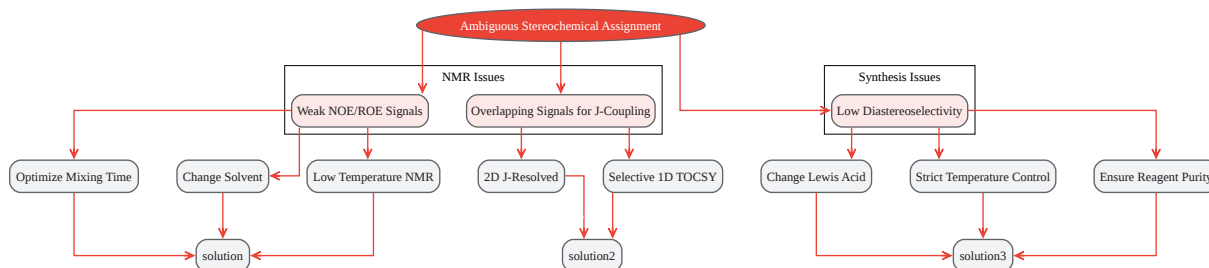 Ambiguous Stereochemical Assignment
NMR Issues
Synthesis Issues
Weak NOE/ROE Signals
Overlapping Signals for J-Coupling
Low Diastereoselectivity
Optimize Mixing Time
Change Solvent
Low Temperature NMR
2D J-Resolved
Selective 1D TOCSY
Change Lewis Acid
Strict Temperature Control
Ensure Reagent Purity
solution
solution2
solution3